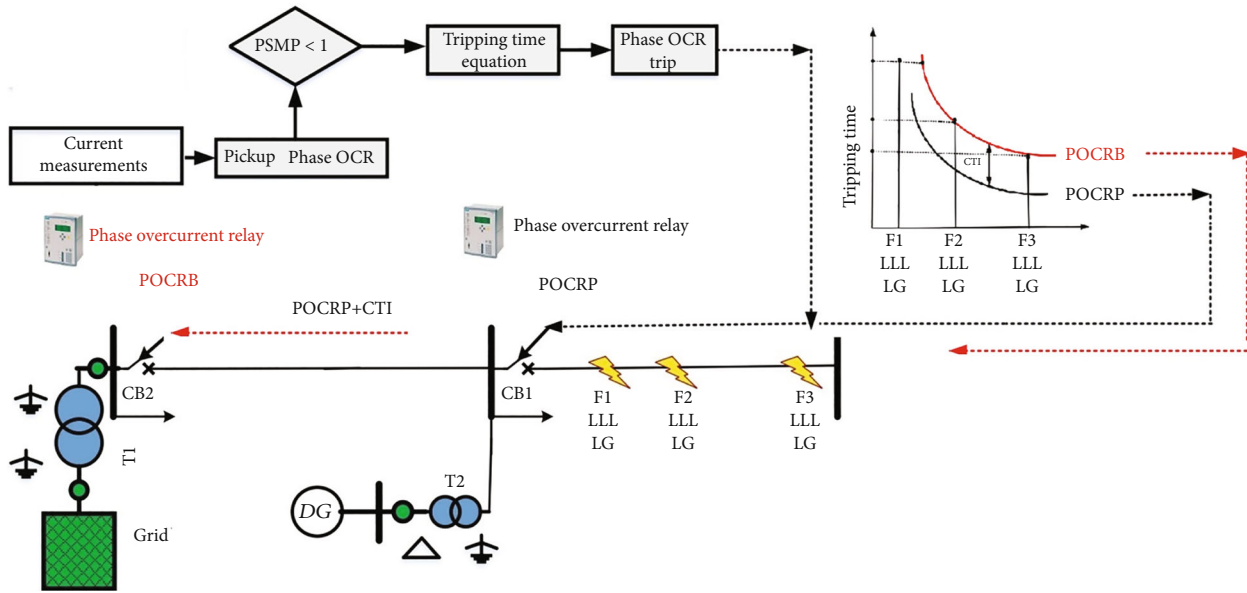 PSMP < 1
Tripping time
equation
Phase OCR
trip
Current
measurements
Pickup Phase OCR
Tripping time
CTI
POCRB
POCRP
F1
LLL
LG
F2
LLL
LG
F3
LLL
LG
Phase overcurrent relay
Phase overcurrent relay
POCRB
POCRP
POCRP+CTI
CB2
CB1
F1
LLL
LG
F2
LLL
LG
F3
LLL
LG
T1
T2
DG
Grid